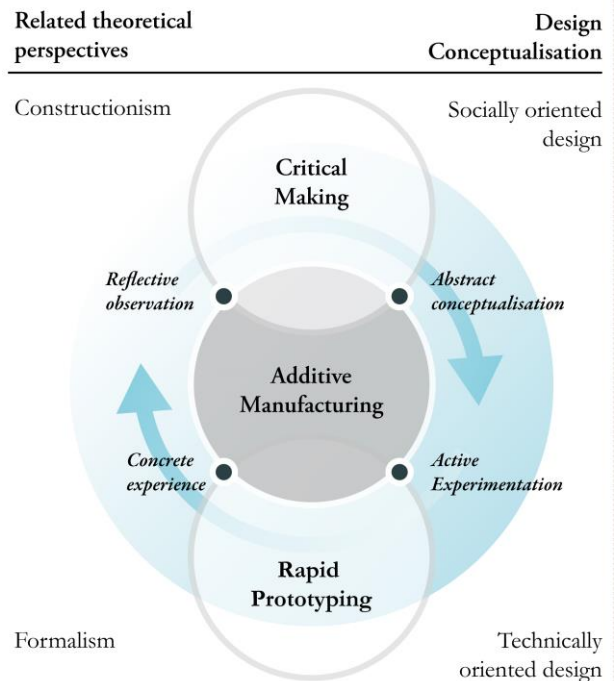 Related theoretical
perspectives
Design
Conceptualisation
Constructionism
Socially oriented
design
Critical
Making
Reflective
observation
Abstract
conceptualisation
Additive
Manufacturing
Concrete
experience
Active
Experimentation
Rapid
Prototyping
Formalism
Technically
oriented design